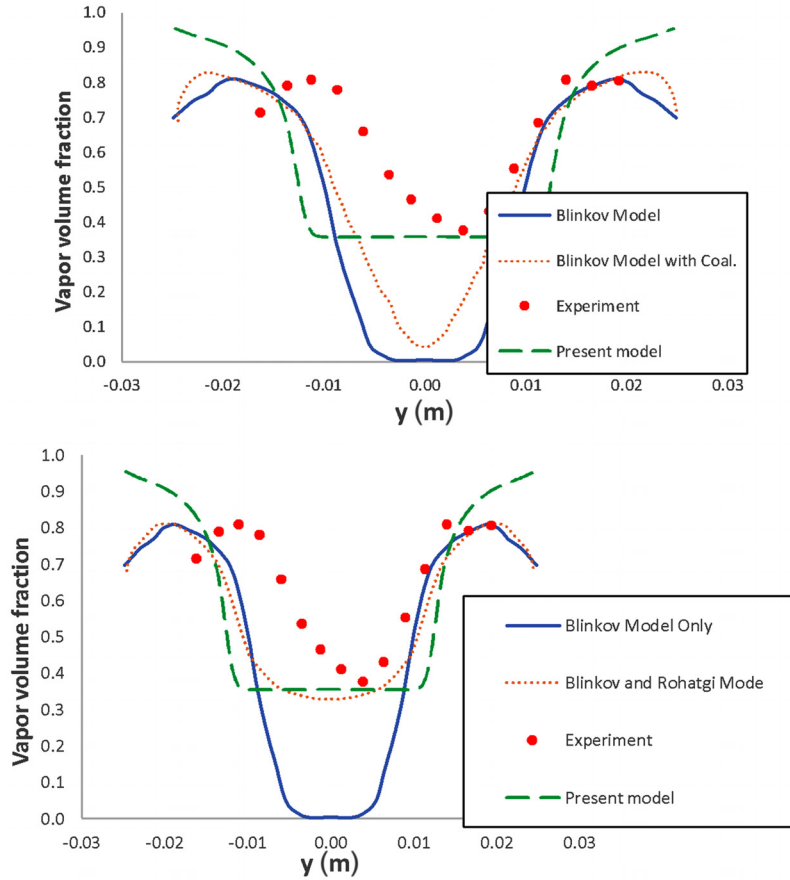 1.0
0.9
0.8
0.7
0.6
0.5
0.4
0.3
0.2
0.1
0.0
Vapor volume fraction
-0.03 -0.02 -0.01 0.00 0.01 0.02 0.03
y (m)
Blinkov Model
Blinkov Model with Coal.
Experiment
Present model
1.0
0.9
0.8
0.7
0.6
0.5
0.4
0.3
0.2
0.1
0.0
Vapor volume fraction
-0.03 -0.02 -0.01 0.00 0.01 0.02 0.03
y (m)
Blinkov Model Only
Blinkov and Rohatgi Mode
Experiment
Present model